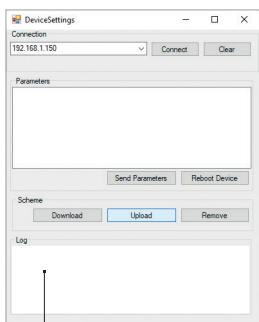 DeviceSettings
Connection
192.168.1.150 Connect Clear
Parameters
Send Parameters Reboot Device
Scheme
Download Upload Remove
Log